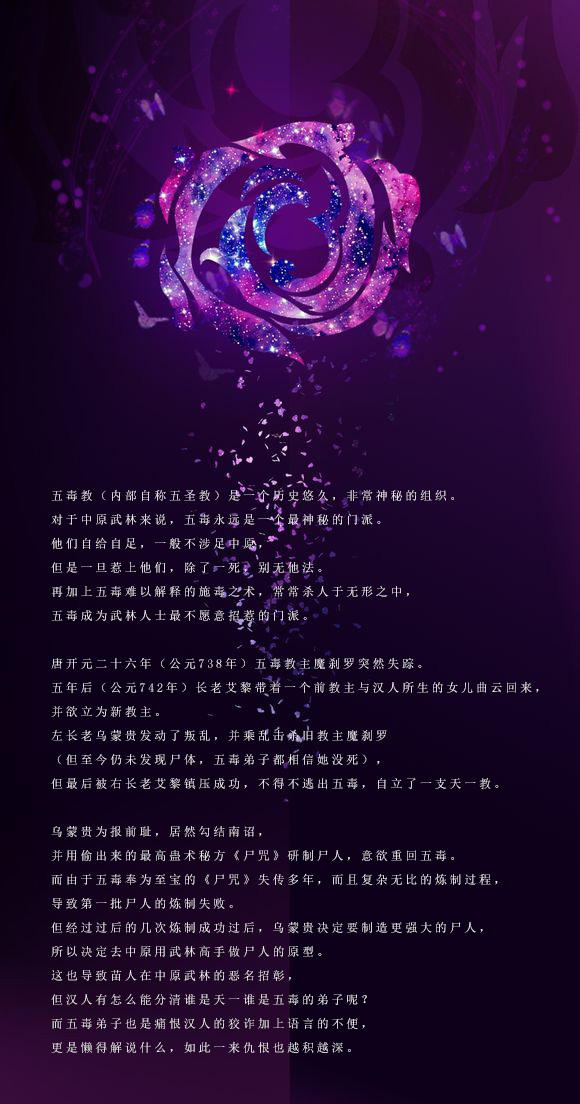 五毒教（内部自称五圣教）是一个历史悠久，非常神秘的组织。
对于中原武林来说，五毒永远是一个最神秘的门派。
他们自给自足，一般不涉足中原，
但是一旦惹上他们，除了一死，别无他法。
再加上五毒难以解释的施毒之术，常常杀人于无形之中，
五毒成为武林人士最不愿意招惹的门派。
唐开元二十六年（公元738年）五毒教主魔刹罗突然失踪。
五年后（公元742年）长老艾黎带着一个前教主与汉人所生的女儿曲云回来，
并欲立为新教主。
左长老乌蒙贵发动了叛乱，并乘乱击杀旧教主魔刹罗
（但至今仍未发现尸体，五毒弟子都相信她没死），
但最后被右长老艾黎镇压成功，不得不逃出五毒，自立了一支天一教。
乌蒙贵为报前耻，居然勾结南诏，
并用偷出来的最高蛊术秘方《尸咒》研制尸人，意欲重回五毒。
而由于五毒奉为至宝的《尸咒》失传多年，而且复杂无比的炼制过程，
导致第一批尸人的炼制失败。
但经过过后的几次炼制成功过后，乌蒙贵决定要制造更强大的尸人，
所以决定去中原用武林高手做尸人的原型。
这也导致苗人在中原武林的恶名招彰，
但汉人有怎么能分清谁是天一谁是五毒的弟子呢？
而五毒弟子也是痛恨汉人的狡诈加上语言的不便，
更是懒得解说什么，如此一来仇恨也越积越深。